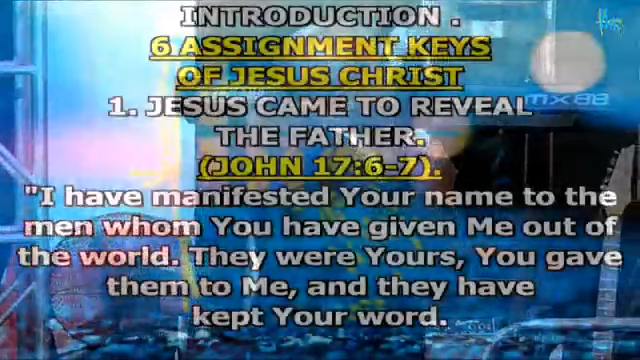 INTRODUCTION .
6 ASSIGNMENT KEYS
OF JESUS CHRIST
1. JESUS CAME TO REVEAL
THE FATHER.
(JOHN 17:6-7).
"I have manifested Your name to the
men whom You have given Me out of
the world. They were Yours, You gave
them to Me, and they have
kept Your word.
mx88